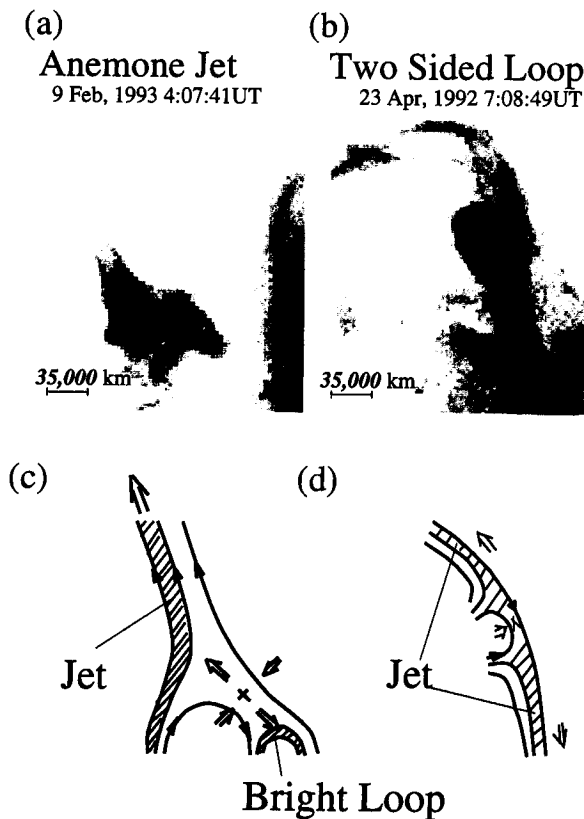 (a)
Anemone Jet
9 Feb, 1993 4:07:41UT
35,000 km
(b)
Two Sided Loop
23 Apr, 1992 7:08:49UT
35,000 km
(c)
Jet
Bright Loop
(d)
Jet